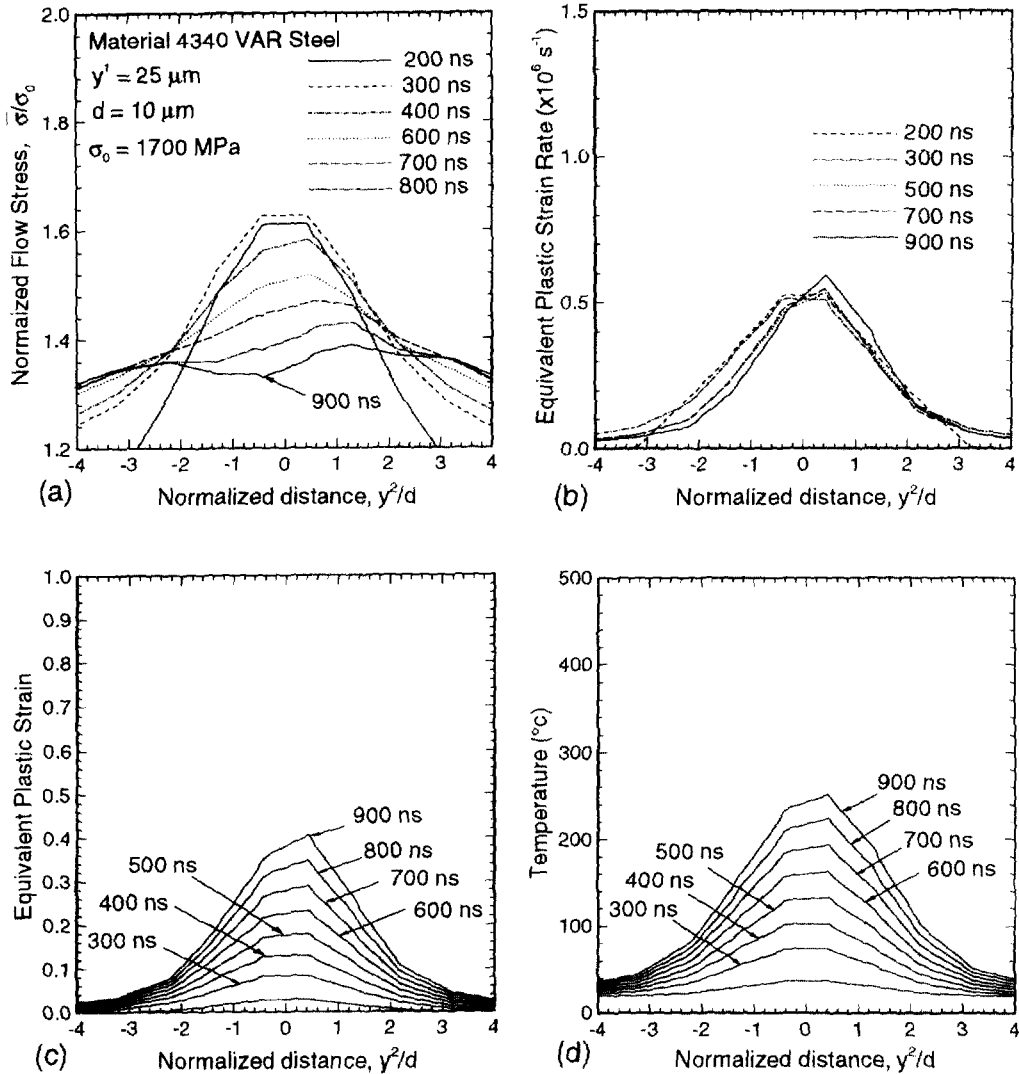 2.0
1.8
1.6
1.4
1.2
Normaized Flow Stress, σ̄/σ₀
Material 4340 VAR Steel
y¹ = 25 µm
d = 10 µm
σ₀ = 1700 MPa
200 ns
300 ns
400 ns
600 ns
700 ns
800 ns
900 ns
-4 -3 -2 -1 0 1 2 3 4
(a)
Normalized distance, y²/d
1.5
1.0
0.5
0.0
Equivalent Plastic Strain Rate (x10⁶ s⁻¹)
200 ns
300 ns
500 ns
700 ns
900 ns
-4 -3 -2 -1 0 1 2 3 4
(b)
Normalized distance, y²/d
1.0
0.9
0.8
0.7
0.6
0.5
0.4
0.3
0.2
0.1
0.0
Equivalent Plastic Strain
900 ns
800 ns
700 ns
600 ns
500 ns
400 ns
300 ns
-4 -3 -2 -1 0 1 2 3 4
(c)
Normalized distance, y²/d
500
400
300
200
100
0
Temperature (°c)
900 ns
800 ns
700 ns
600 ns
500 ns
400 ns
300 ns
-4 -3 -2 -1 0 1 2 3 4
(d)
Normalized distance, y²/d